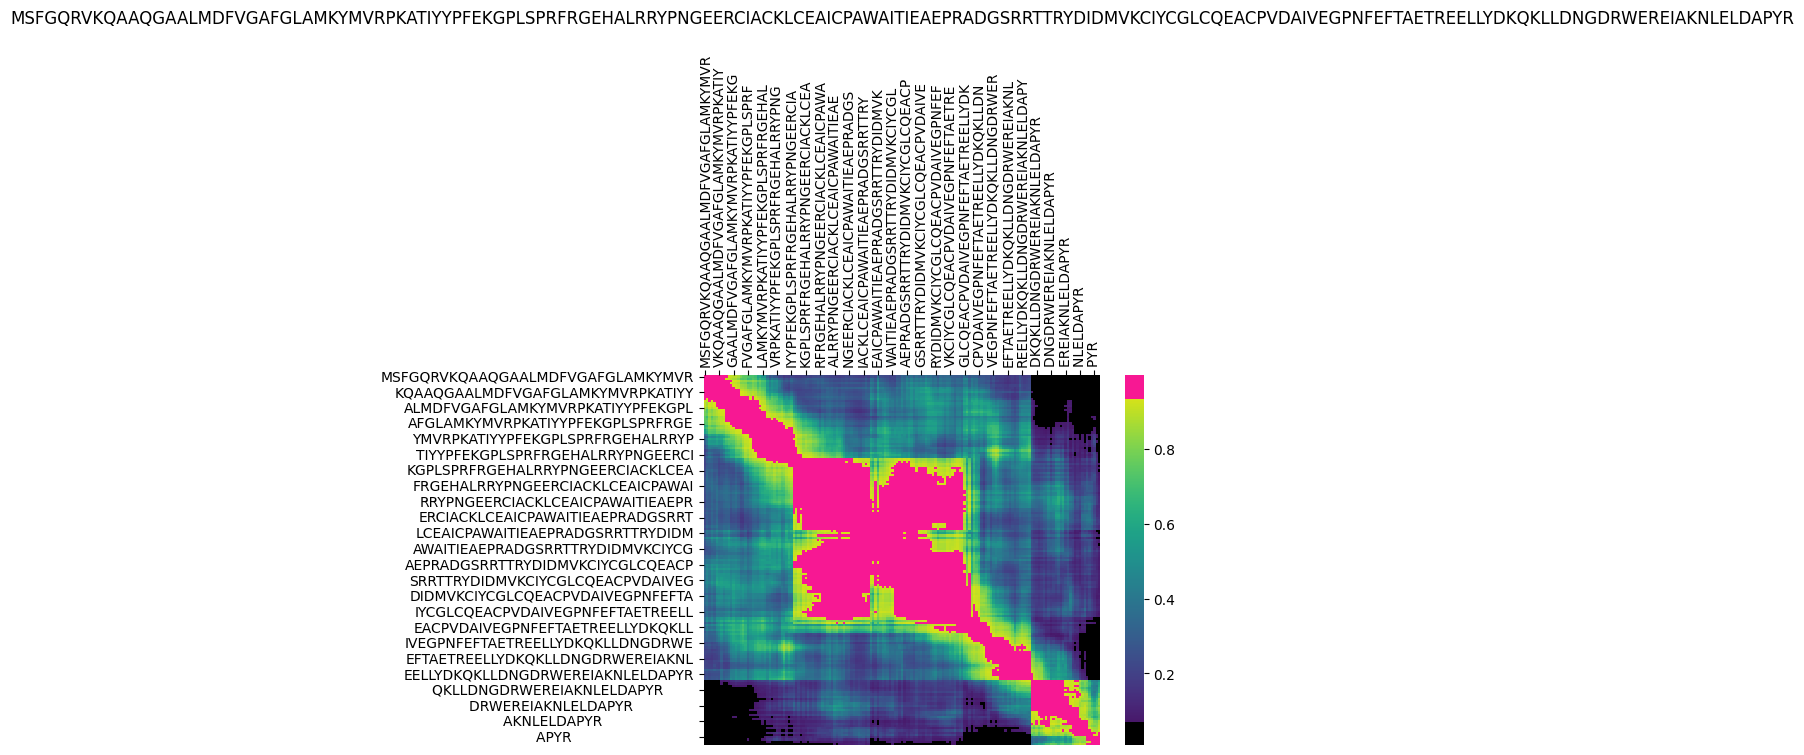 MSFGQRVKQAAQGAALMDFVGAFGLAMKYMVRPKATIYYPFEKGPLSPRFRGEHALRRYPNGEERCIACKLCEAICPAWAITIEAEPRADGSRRTTRYDIDMVKCIYCGLCQEACPVDAIVEGPNFEFTAETREELLYDKQKLLDNGDRWEREIAKNLELDAPYR
MSFGQRVKQAAQGAALMDFVGAFGLAMKYMVR
VKQAAQGAALMDFVGAFGLAMKYMVRPKATIY
GAALMDFVGAFGLAMKYMVRPKATIYYPFEKG
FVGAFGLAMKYMVRPKATIYYPFEKGPLSPRF
LAMKYMVRPKATIYYPFEKGPLSPRFRGEHAL
VRPKATIYYPFEKGPLSPRFRGEHALRRYPNG
IYYPFEKGPLSPRFRGEHALRRYPNGEERCIA
KGPLSPRFRGEHALRRYPNGEERCIACKLCEA
RFRGEHALRRYPNGEERCIACKLCEAICPAWA
ALRRYPNGEERCIACKLCEAICPAWAITIEAE
NGEERCIACKLCEAICPAWAITIEAEPRADGS
IACKLCEAICPAWAITIEAEPRADGSRRTTRY
EAICPAWAITIEAEPRADGSRRTTRYDIDMVK
WAITIEAEPRADGSRRTTRYDIDMVKCIYCGL
AEPRADGSRRTTRYDIDMVKCIYCGLCQEACP
GSRRTTRYDIDMVKCIYCGLCQEACPVDAIVE
RYDIDMVKCIYCGLCQEACPVDAIVEGPNFEF
VKCIYCGLCQEACPVDAIVEGPNFEFTAETRE
GLCQEACPVDAIVEGPNFEFTAETREELLYDK
CPVDAIVEGPNFEFTAETREELLYDKQKLLDN
VEGPNFEFTAETREELLYDKQKLLDNGDRWER
EFTAETREELLYDKQKLLDNGDRWEREIAKNL
REELLYDKQKLLDNGDRWEREIAKNLELDAPY
DKQKLLDNGDRWEREIAKNLELDAPYR
DNGDRWEREIAKNLELDAPYR
EREIAKNLELDAPYR
NLELDAPYR
PYR
MSFGQRVKQAAQGAALMDFVGAFGLAMKYMVR
KQAAQGAALMDFVGAFGLAMKYMVRPKATIYY
ALMDFVGAFGLAMKYMVRPKATIYYPFEKGPL
AFGLAMKYMVRPKATIYYPFEKGPLSPRFRGE
YMVRPKATIYYPFEKGPLSPRFRGEHALRRYP
TIYYPFEKGPLSPRFRGEHALRRYPNGEERCI
KGPLSPRFRGEHALRRYPNGEERCIACKLCEA
FRGEHALRRYPNGEERCIACKLCEAICPAWAI
RRYPNGEERCIACKLCEAICPAWAITIEAEPR
ERCIACKLCEAICPAWAITIEAEPRADGSRRT
LCEAICPAWAITIEAEPRADGSRRTTRYDIDM
AWAITIEAEPRADGSRRTTRYDIDMVKCIYCG
AEPRADGSRRTTRYDIDMVKCIYCGLCQEACP
SRRTTRYDIDMVKCIYCGLCQEACPVDAIVEG
DIDMVKCIYCGLCQEACPVDAIVEGPNFEFTA
IYCGLCQEACPVDAIVEGPNFEFTAETREELL
EACPVDAIVEGPNFEFTAETREELLYDKQKLL
IVEGPNFEFTAETREELLYDKQKLLDNGDRWE
EFTAETREELLYDKQKLLDNGDRWEREIAKNL
EELLYDKQKLLDNGDRWEREIAKNLELDAPYR
QKLLDNGDRWEREIAKNLELDAPYR
DRWEREIAKNLELDAPYR
AKNLELDAPYR
APYR
0.8
0.6
0.4
0.2